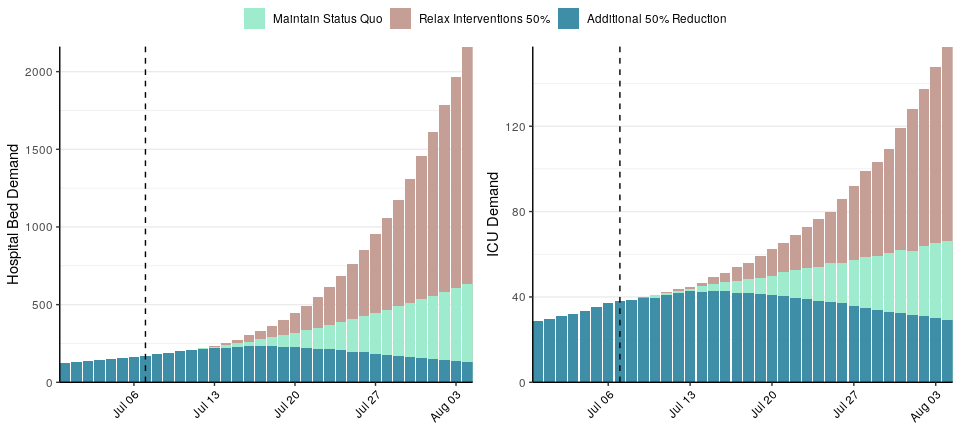 Maintain Status Quo Relax Interventions 50% Additional 50% Reduction
Hospital Bed Demand
2000
1500
1000
500
0
Jul 06 Jul 13 Jul 20 Jul 27 Aug 03
ICU Demand
120
80
40
0
Jul 06 Jul 13 Jul 20 Jul 27 Aug 03